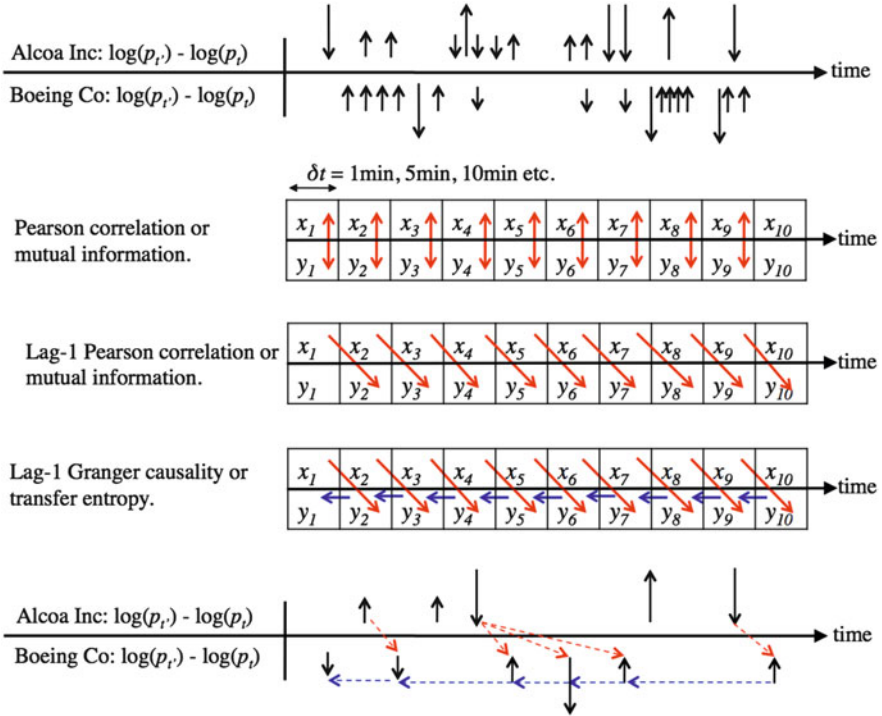 Alcoa Inc: log(pt') - log(pt)
time
Boeing Co: log(pt') - log(pt)
δt = 1min, 5min, 10min etc.
Pearson correlation or
mutual information.
x1 x2 x3 x4 x5 x6 x7 x8 x9 x10
time
y1 y2 y3 y4 y5 y6 y7 y8 y9 y10
Lag-1 Pearson correlation or
mutual information.
x1 x2 x3 x4 x5 x6 x7 x8 x9 x10
time
y1 y2 y3 y4 y5 y6 y7 y8 y9 y10
Lag-1 Granger causality or
transfer entropy.
x1 x2 x3 x4 x5 x6 x7 x8 x9 x10
time
y1 y2 y3 y4 y5 y6 y7 y8 y9 y10
Alcoa Inc: log(pt') - log(pt)
time
Boeing Co: log(pt') - log(pt)